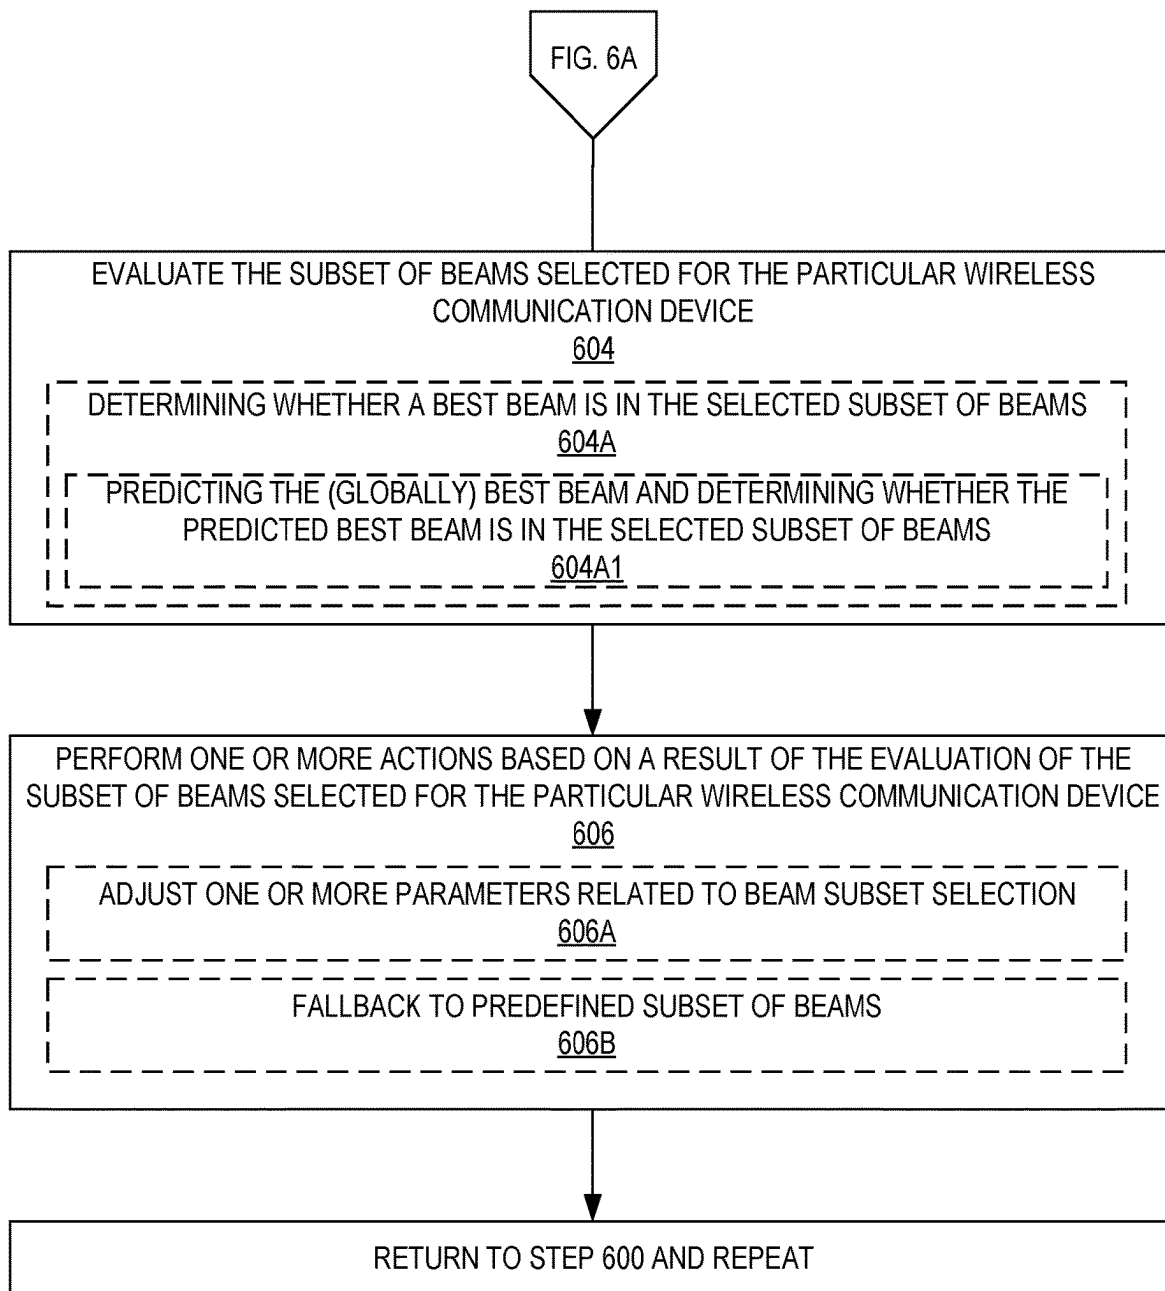 FIG. 6A
EVALUATE THE SUBSET OF BEAMS SELECTED FOR THE PARTICULAR WIRELESS
COMMUNICATION DEVICE
604
DETERMINING WHETHER A BEST BEAM IS IN THE SELECTED SUBSET OF BEAMS
604A
PREDICTING THE (GLOBALLY) BEST BEAM AND DETERMINING WHETHER THE
PREDICTED BEST BEAM IS IN THE SELECTED SUBSET OF BEAMS
604A1
PERFORM ONE OR MORE ACTIONS BASED ON A RESULT OF THE EVALUATION OF THE
SUBSET OF BEAMS SELECTED FOR THE PARTICULAR WIRELESS COMMUNICATION DEVICE
606
ADJUST ONE OR MORE PARAMETERS RELATED TO BEAM SUBSET SELECTION
606A
FALLBACK TO PREDEFINED SUBSET OF BEAMS
606B
RETURN TO STEP 600 AND REPEAT